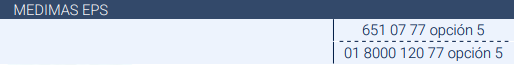 MEDIMAS EPS
651 07 77 opción 5
01 8000 120 77 opción 5